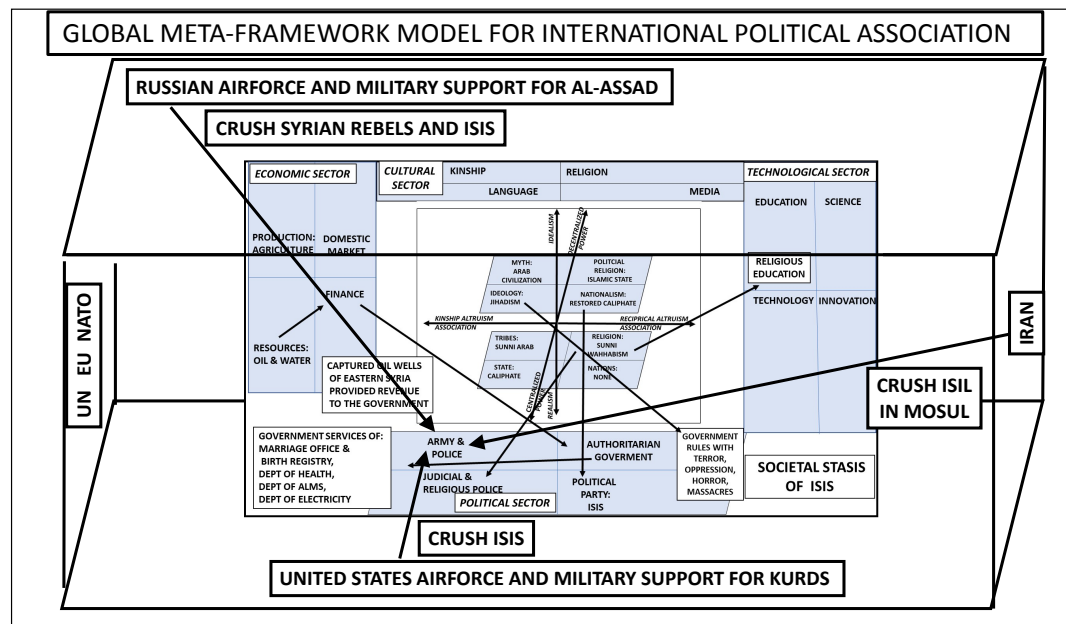 GLOBAL META-FRAMEWORK MODEL FOR INTERNATIONAL POLITICAL ASSOCIATION
RUSSIAN AIRFORCE AND MILITARY SUPPORT FOR AL-ASSAD
CRUSH SYRIAN REBELS AND ISIS
ECONOMIC SECTOR
CULTURAL
SECTOR
KINSHIP
RELIGION
LANGUAGE
MEDIA
TECHNOLOGICAL SECTOR
EDUCATION
SCIENCE
PRODUCTION:
AGRICULTURE
DOMESTIC
MARKET
IDEALISM
DECENTRALIZED
POWER
MYTH:
ARAB
CIVILIZATION
POLITCIAL
RELIGION:
ISLAMIC STATE
RELIGIOUS
EDUCATION
FINANCE
IDEOLOGY:
JIHADISM
NATIONALISM:
RESTORED CALIPHATE
TECHNOLOGY
INNOVATION
KINSHIP ALTRUISM
ASSOCIATION
RECIPRICAL ALTRUISM
ASSOCIATION
RESOURCES:
OIL & WATER
TRIBES:
SUNNI ARAB
RELIGION:
SUNNI
WAHHABISM
STATE:
CALIPHATE
NATIONS:
NONE
CAPTURED OIL WELLS
OF EASTERN SYRIA
PROVIDED REVENUE
TO THE GOVERNMENT
CENTRALIZED
POWER
REALISM
UN EU NATO
IRAN
CRUSH ISIL
IN MOSUL
GOVERNMENT SERVICES OF:
MARRIAGE OFFICE &
BIRTH REGISTRY,
DEPT OF HEALTH,
DEPT OF ALMS,
DEPT OF ELECTRICITY
ARMY &
POLICE
AUTHORITARIAN
GOVERMENT
GOVERNMENT
RULES WITH
TERROR,
OPPRESSION,
HORROR,
MASSACRES
JUDICIAL &
RELIGIOUS POLICE
POLITICAL
PARTY:
ISIS
POLITICAL SECTOR
SOCIETAL STASIS
OF ISIS
CRUSH ISIS
UNITED STATES AIRFORCE AND MILITARY SUPPORT FOR KURDS